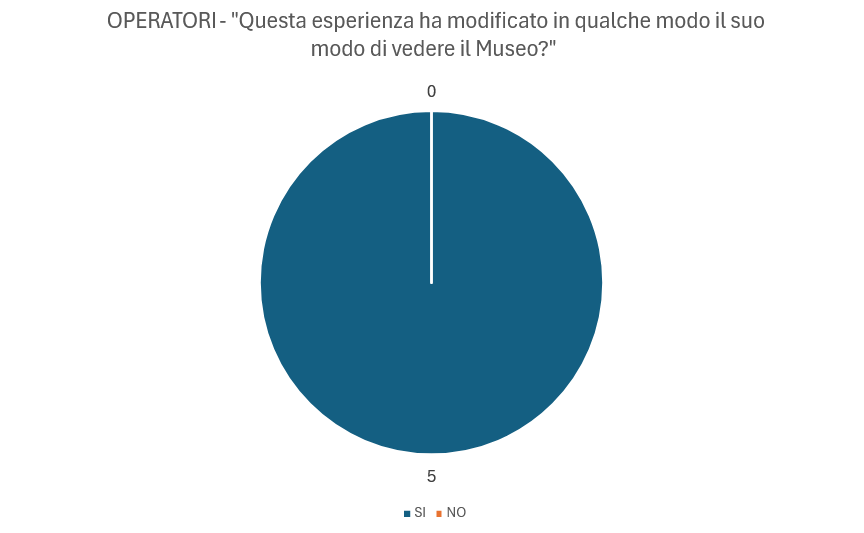 OPERATORI - "Questa esperienza ha modificato in qualche modo il suo
modo di vedere il Museo?"
0
5
SI NO